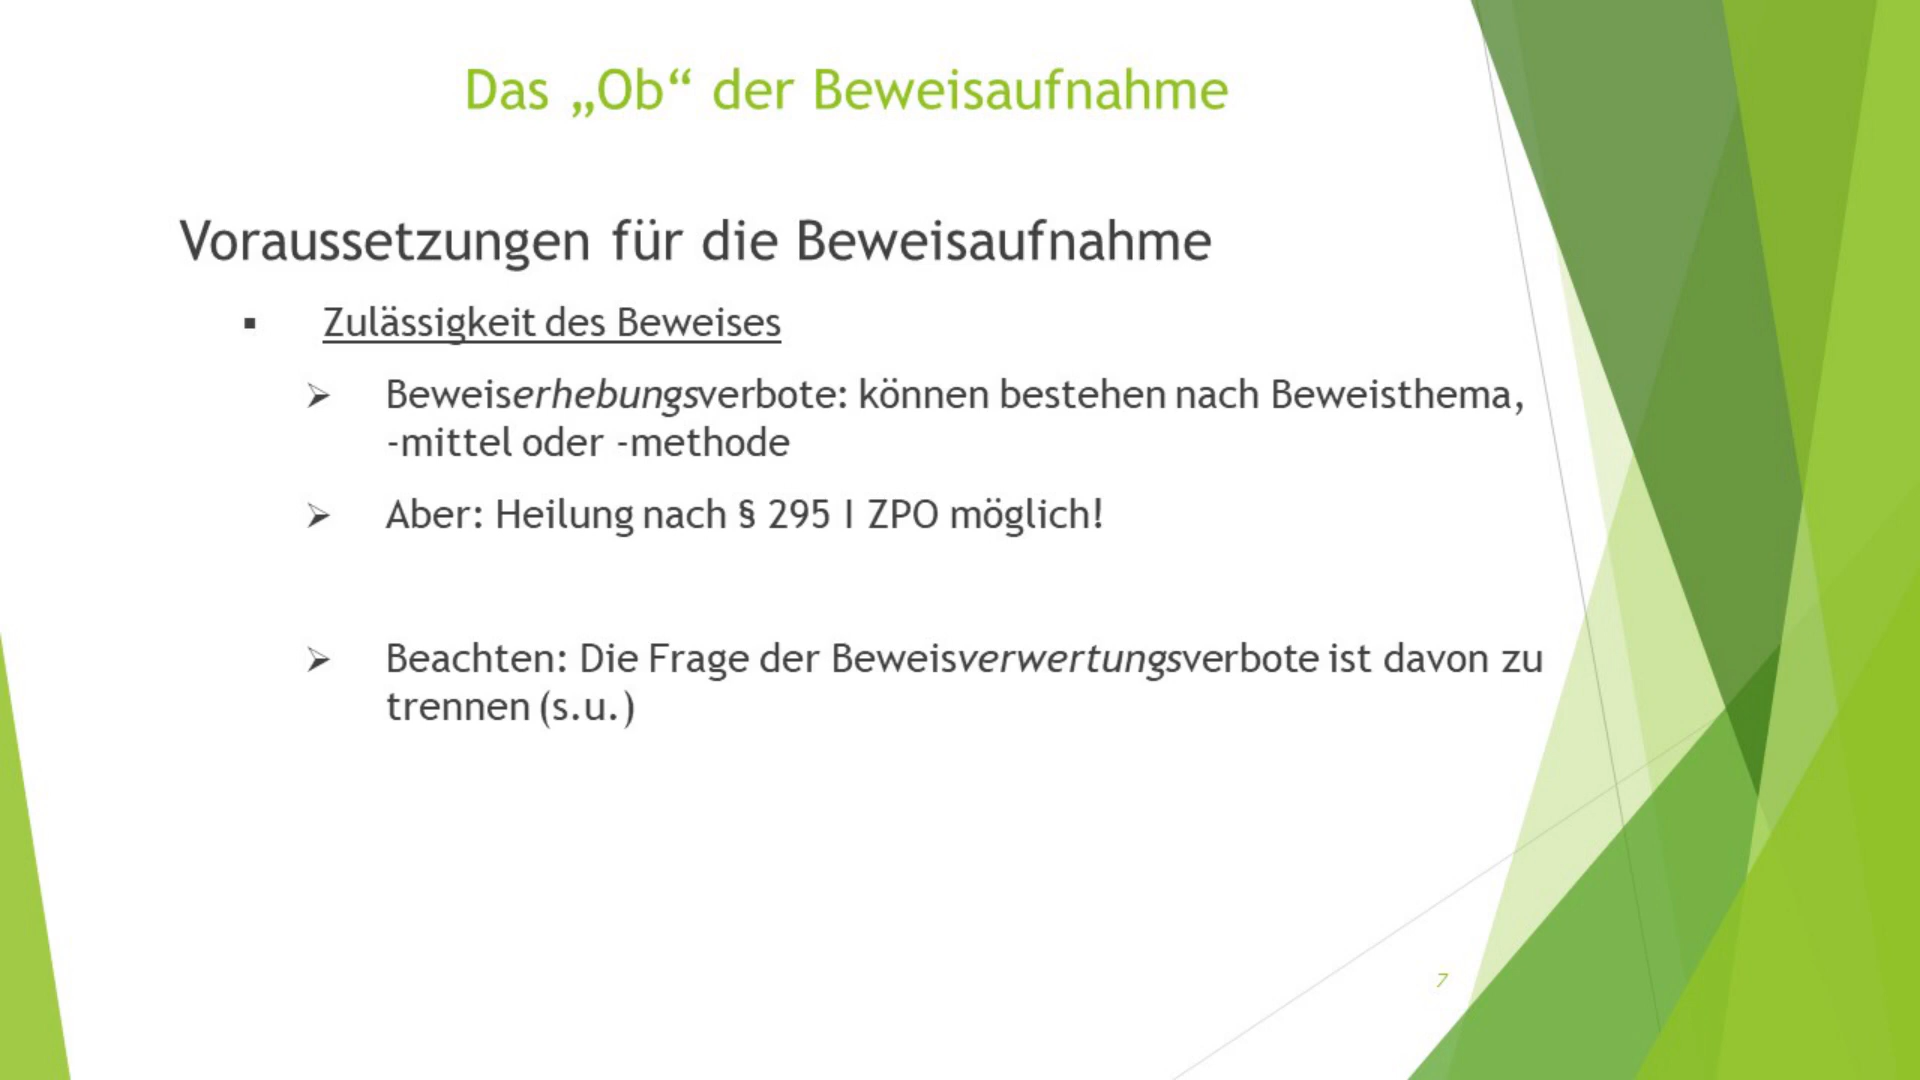 Das „Ob“ der Beweisaufnahme
Voraussetzungen für die Beweisaufnahme
▪ Zulässigkeit des Beweises
➢ Beweiserhebungsverbote: können bestehen nach Beweisthema,
-mittel oder -methode
➢ Aber: Heilung nach § 295 I ZPO möglich!
➢ Beachten: Die Frage der Beweisverwertungsverbote ist davon zu
trennen (s.u.)
7